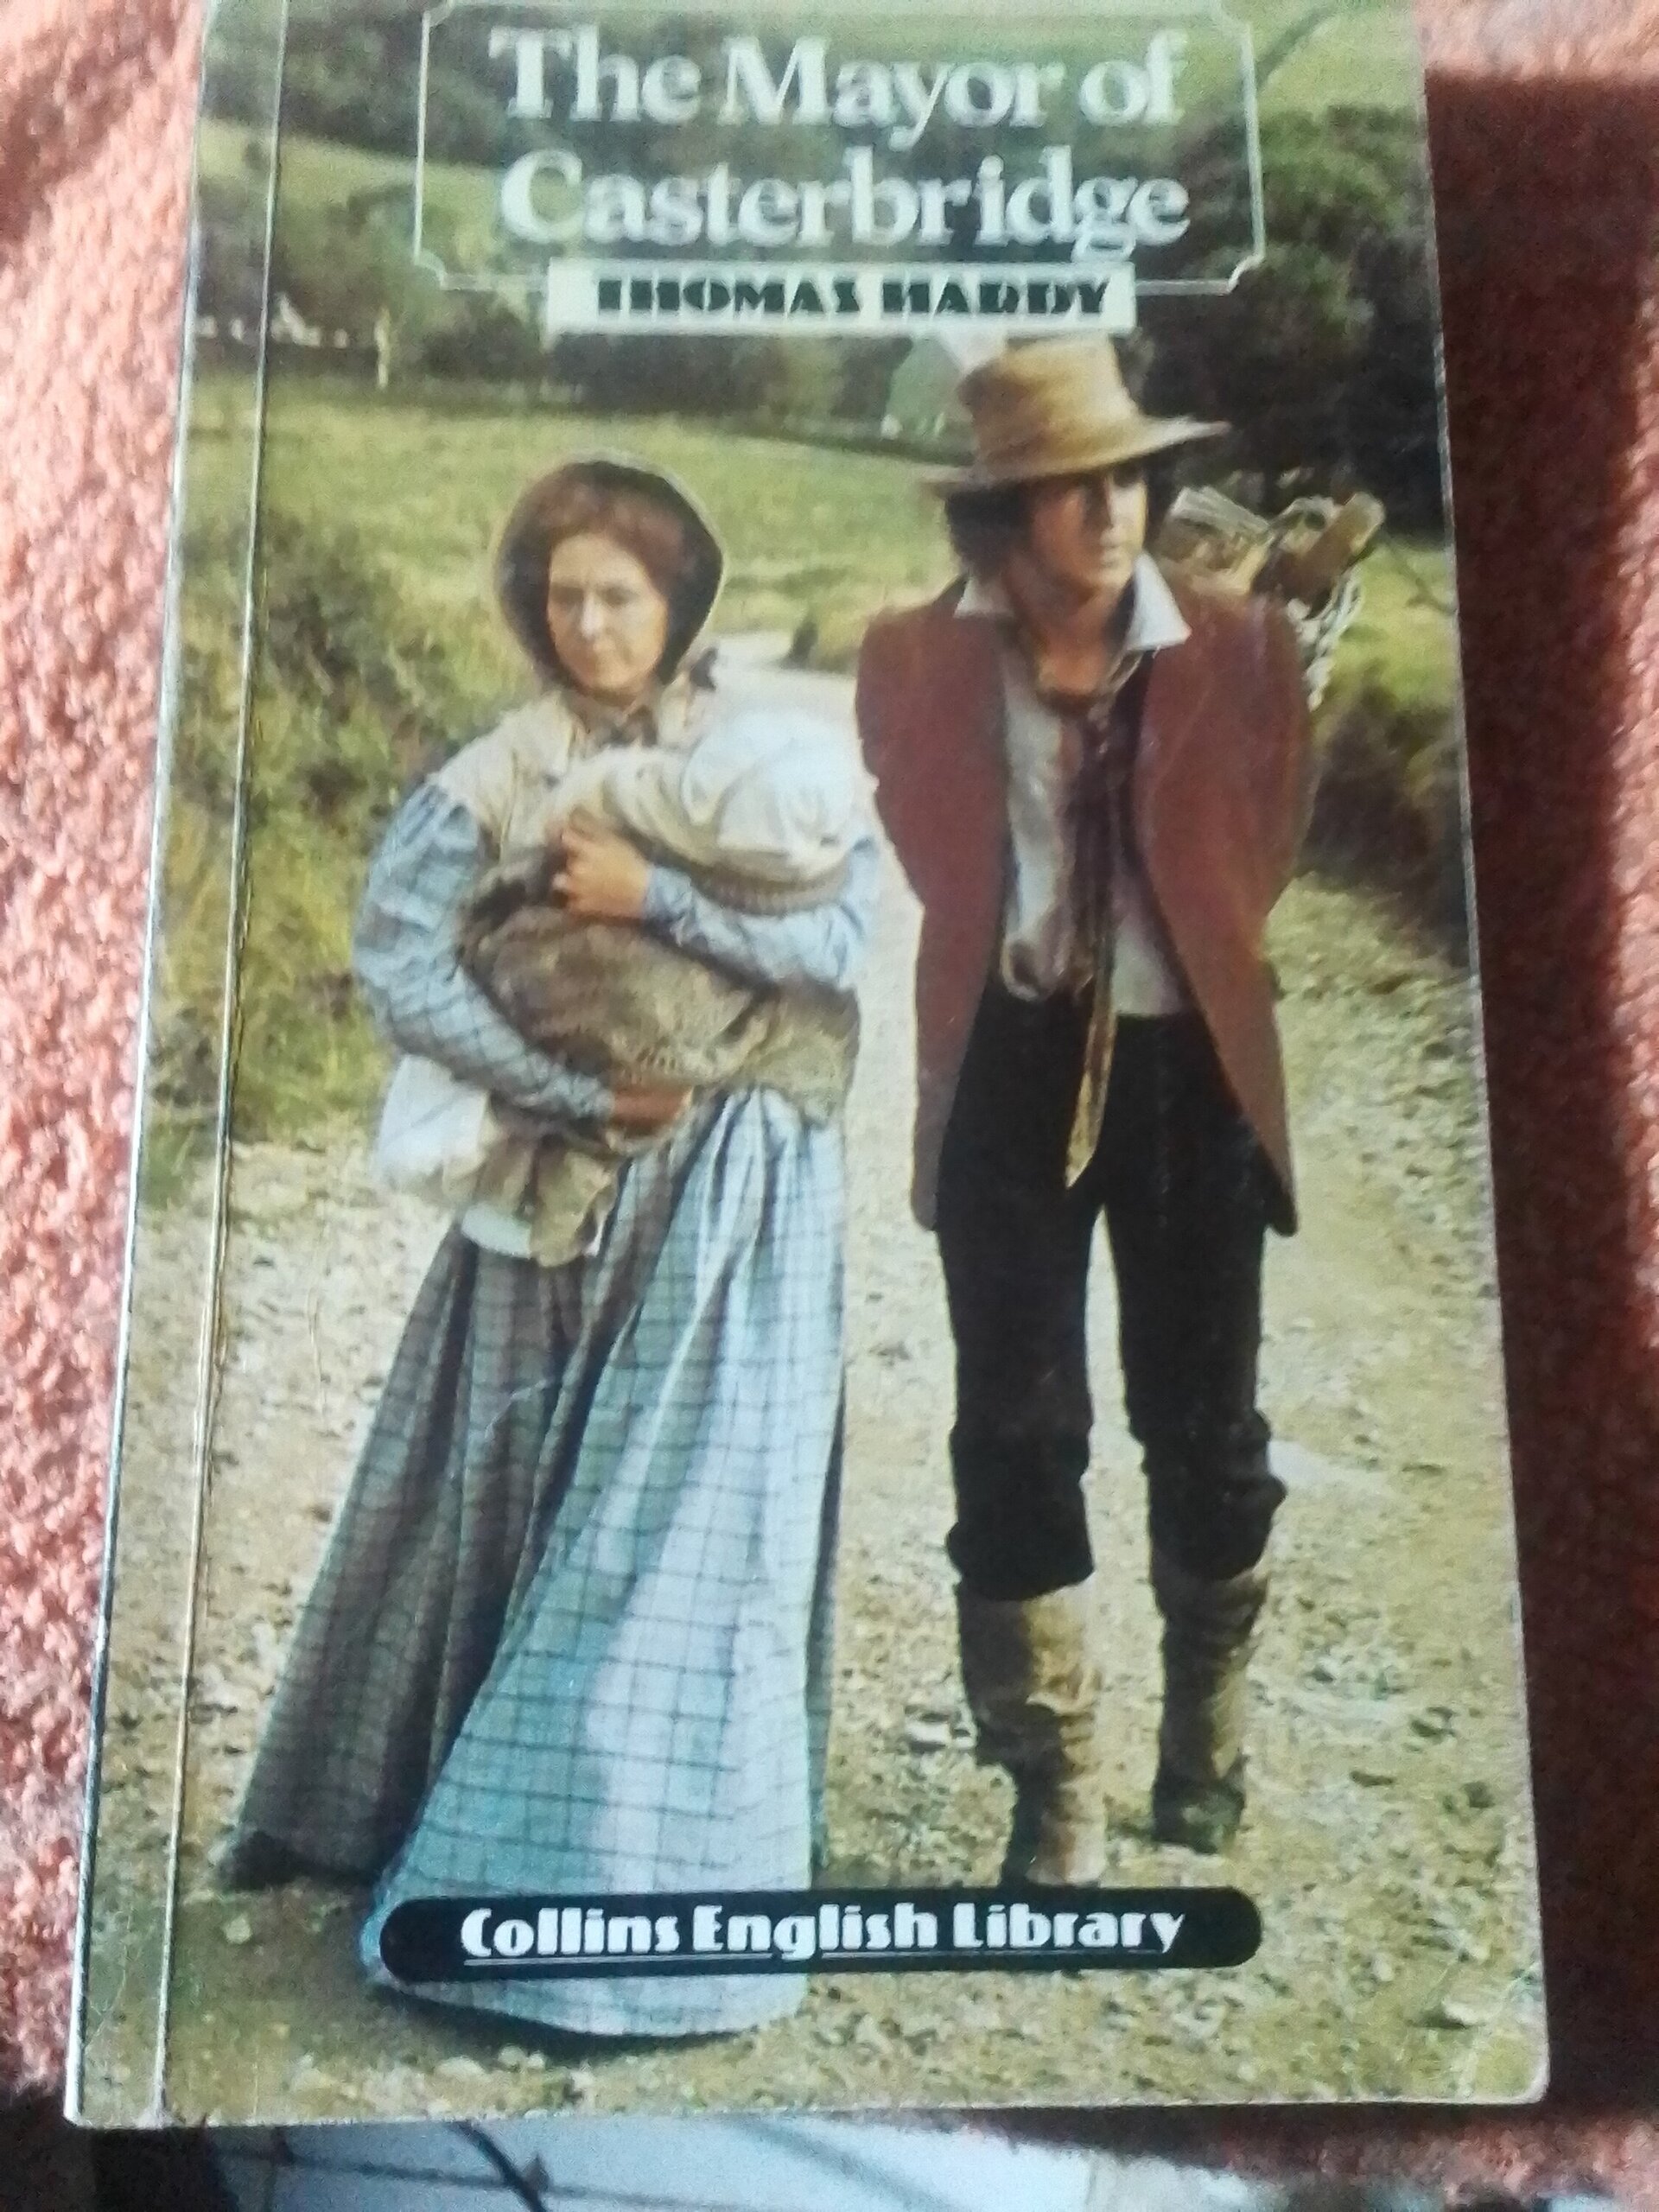 The Mayor of
Casterbridge
THOMAS HARDY
Collins English Library